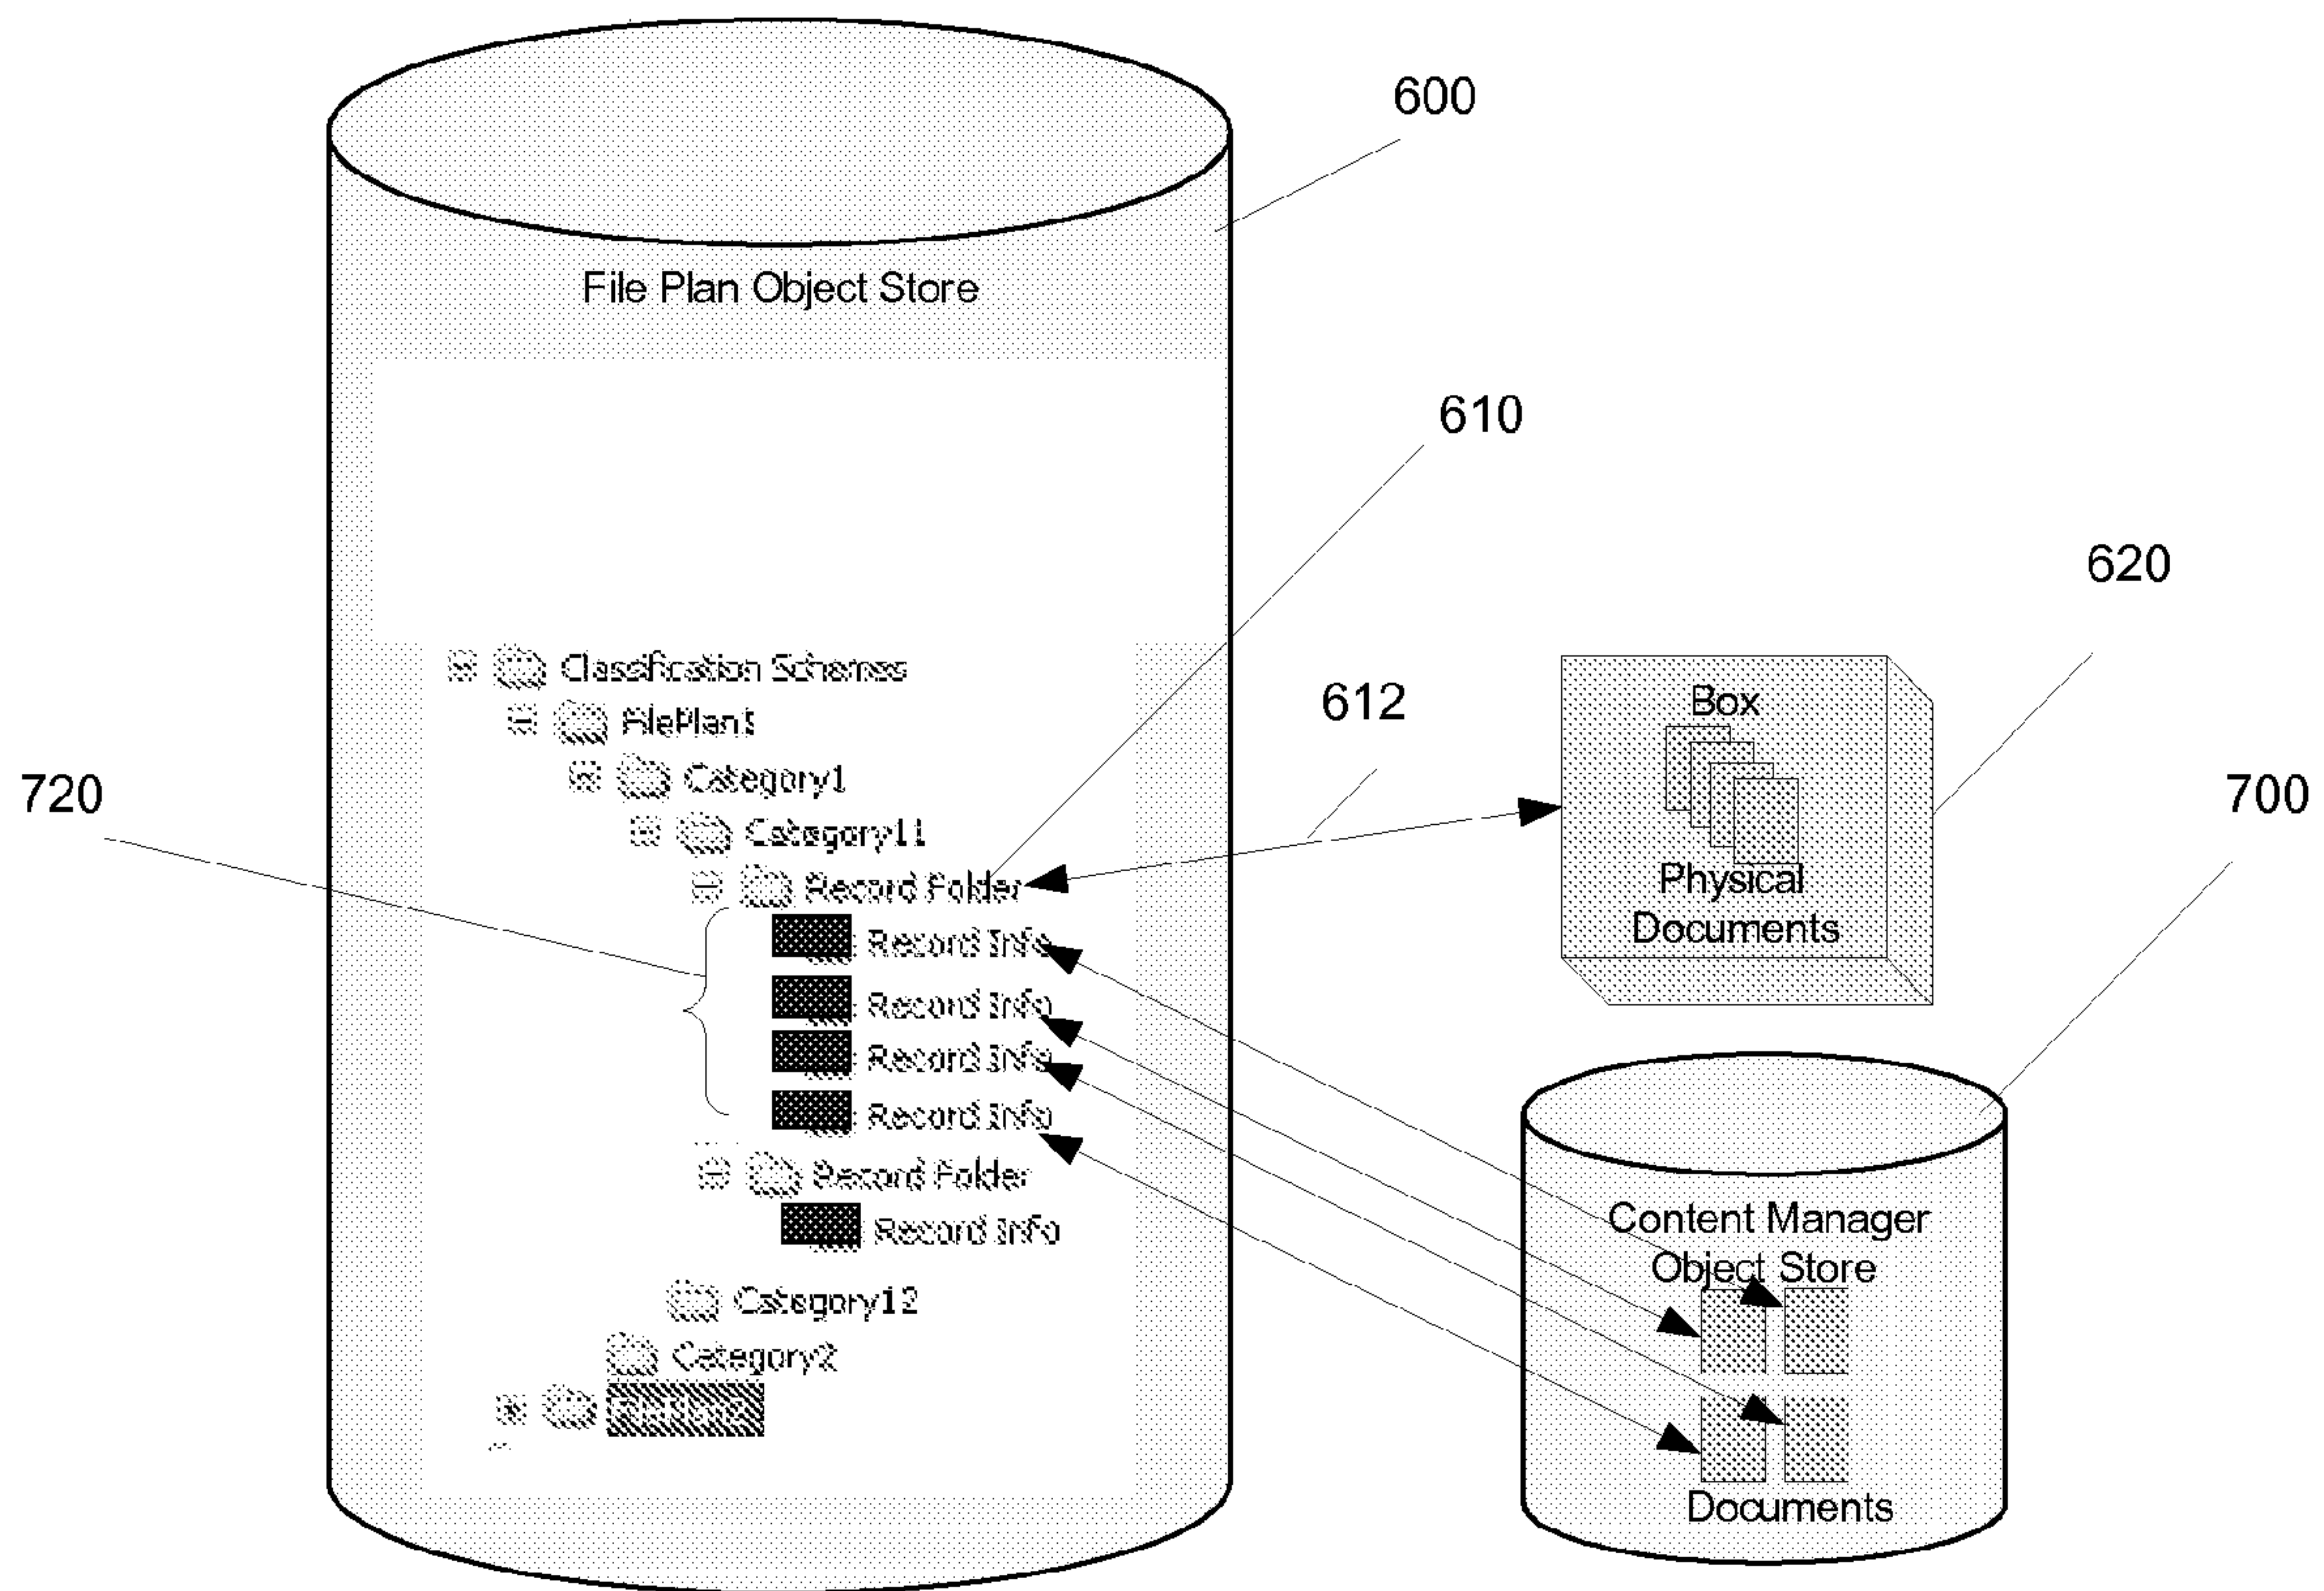 600
File Plan Object Store
610
620
Classification Schemes
612
Box
FilePlan1
Category1
720
700
Category11
Record Folder
Physical
Documents
Record Info
Record Info
Record Info
Record Info
Record Folder
Record Info
Content Manager
Object Store
Category12
Category2
Documents